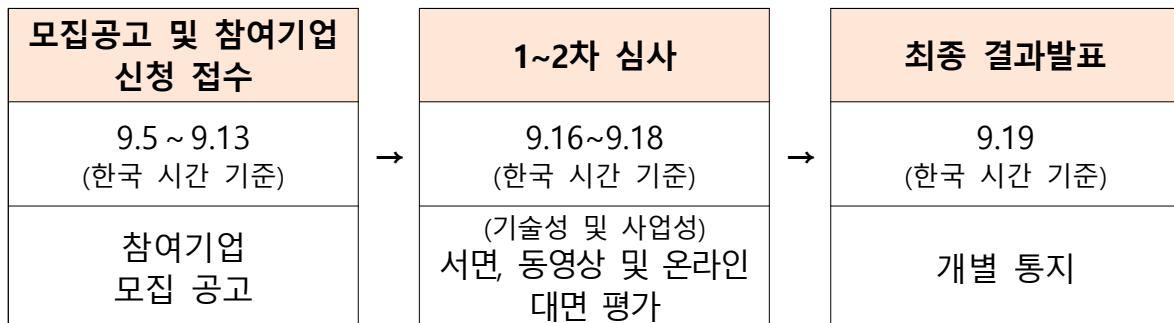 모집공고 및 참여기업
신청 접수
9.5 ~ 9.13
(한국 시간 기준)
참여기업
모집 공고
→
1~2차 심사
9.16~9.18
(한국 시간 기준)
(기술성 및 사업성)
서면, 동영상 및 온라인
대면 평가
→
최종 결과발표
9.19
(한국 시간 기준)
개별 통지